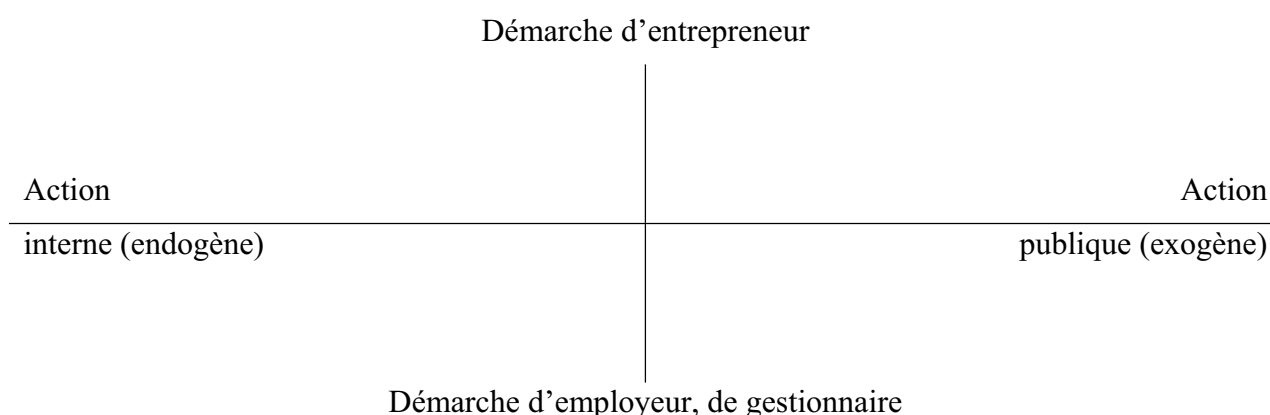 Démarche d’entrepreneur
Action Action
interne (endogène) publique (exogène)
Démarche d’employeur, de gestionnaire